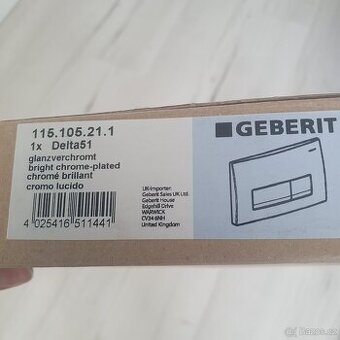 115.105.21.1
1x Delta51
glanzverchromt
bright chrome-plated
chromé brillant
cromo lucido
4 025416 511441
UK-Importer:
Geberit Sales UK Ltd.
Geberit House
Edgehill Drive
WARWICK
CV34 6NH
United Kingdom
GEBERIT